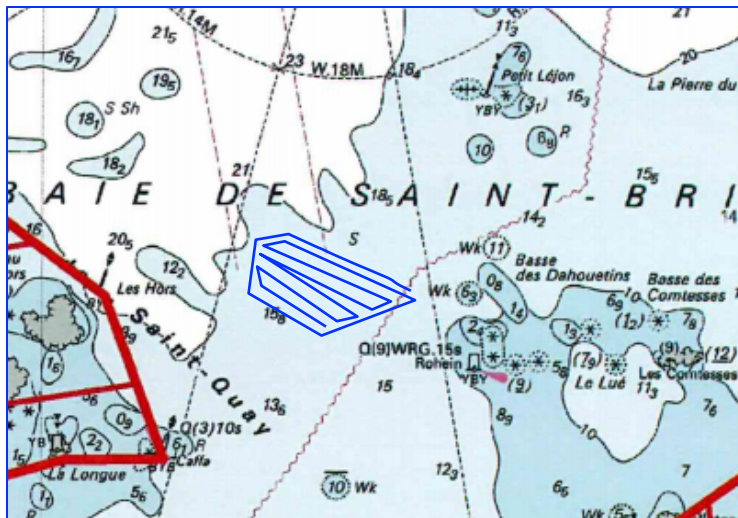 14M
11₃
21
21₅
16₇
23
W.18M
18₄
7₆
20
Petit Léjon
La Pierre du
19₅
S Sh
YBY
(3₁)
16₃
18₁
6₈
R
10
18₂
21
15₆
BAIE DE SAINT-BRI
18₅
14₂
14
16
S
20₅
Wk
11
Basse
des Dahouetins
12₂
Les Hors
Wk
6₃
0₈
1₄
6₉
10
Basse des
Comtesses
15₈
2₄
1₉
(1₂)
7₈
Saint-Quay
Q(9)WRG.15s
Rohein
YBY
(9)
5₈
(7₉)
Le Lué
(9)
(12)
Les Comtesses
11₃
1₆
5₆
15
13₆
0₉
Q(3)10s
8₉
10
7₆
YB
2₂
6₁
R
BYB
Caffa
1₅
La Longue
12₃
7
10
Wk
5₆
6₆
1₁
R
Wk